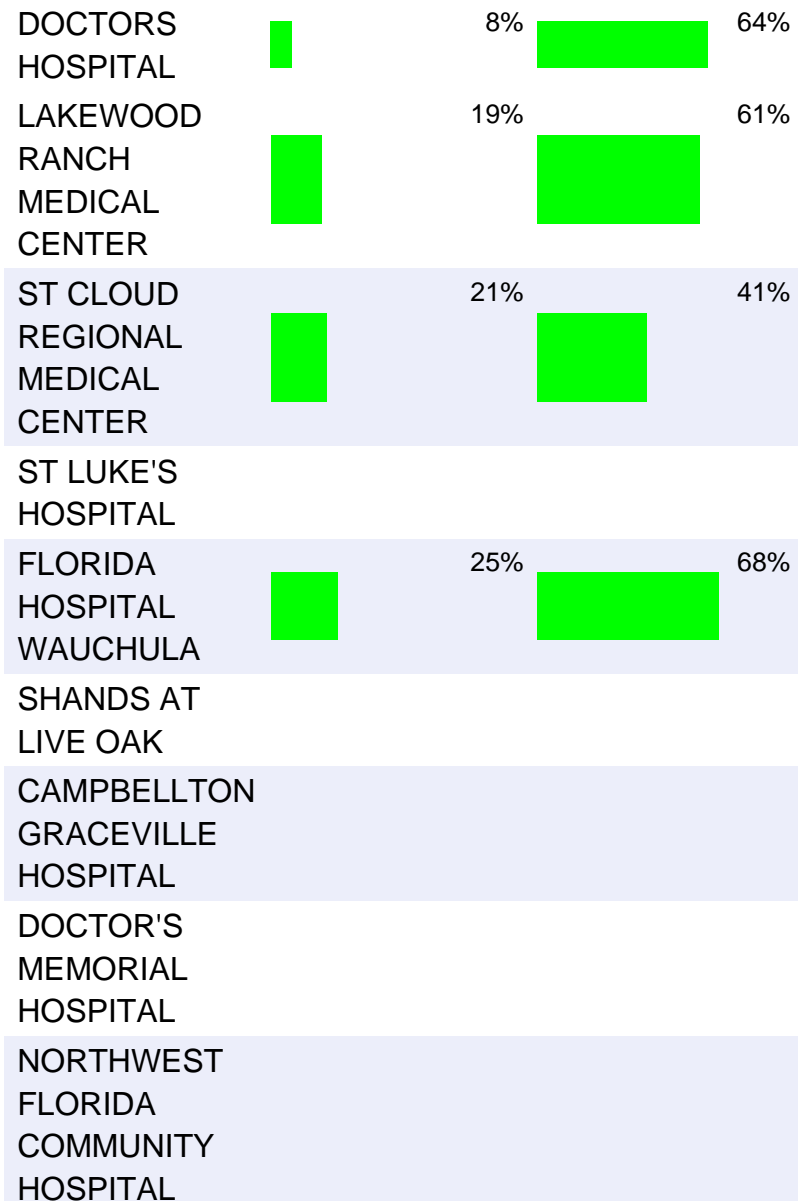 DOCTORS 8% 64%
HOSPITAL
LAKEWOOD 19% 61%
RANCH
MEDICAL
CENTER
ST CLOUD 21% 41%
REGIONAL
MEDICAL
CENTER
ST LUKE'S
HOSPITAL
FLORIDA 25% 68%
HOSPITAL
WAUCHULA
SHANDS AT
LIVE OAK
CAMPBELLTON
GRACEVILLE
HOSPITAL
DOCTOR'S
MEMORIAL
HOSPITAL
NORTHWEST
FLORIDA
COMMUNITY
HOSPITAL